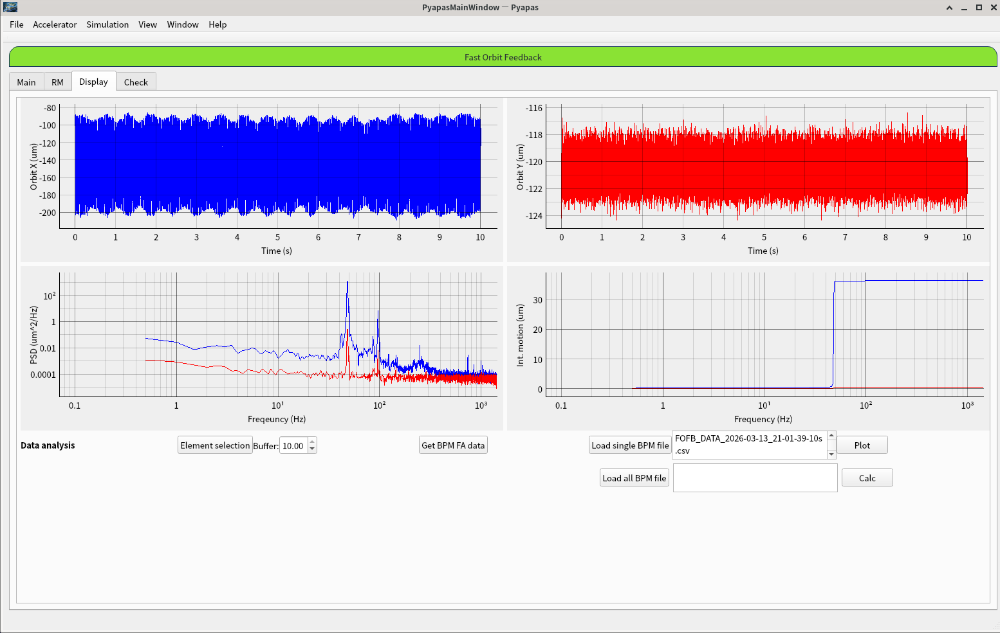 PyapasMainWindow — Pyapas
File Accelerator Simulation View Window Help
Fast Orbit Feedback
Main RM Display Check
Orbit X (um)
-80
-100
-120
-140
-160
-180
-200
0 1 2 3 4 5 6 7 8 9 10
Time (s)
Orbit Y (um)
-116
-118
-120
-122
-124
0 1 2 3 4 5 6 7 8 9 10
Time (s)
PSD (um^2/Hz)
10²
1
0.01
0.0001
0.1 1 10¹ 10² 10³
Freqeuncy (Hz)
Int. motion (um)
30
20
10
0
0.1 1 10¹ 10² 10³
Frequency (Hz)
Data analysis
Element selection
Buffer: 10.00
Get BPM FA data
Load single BPM file
FOFB_DATA_2026-03-13_21-01-39-10s
.csv
Plot
Load all BPM file
Calc